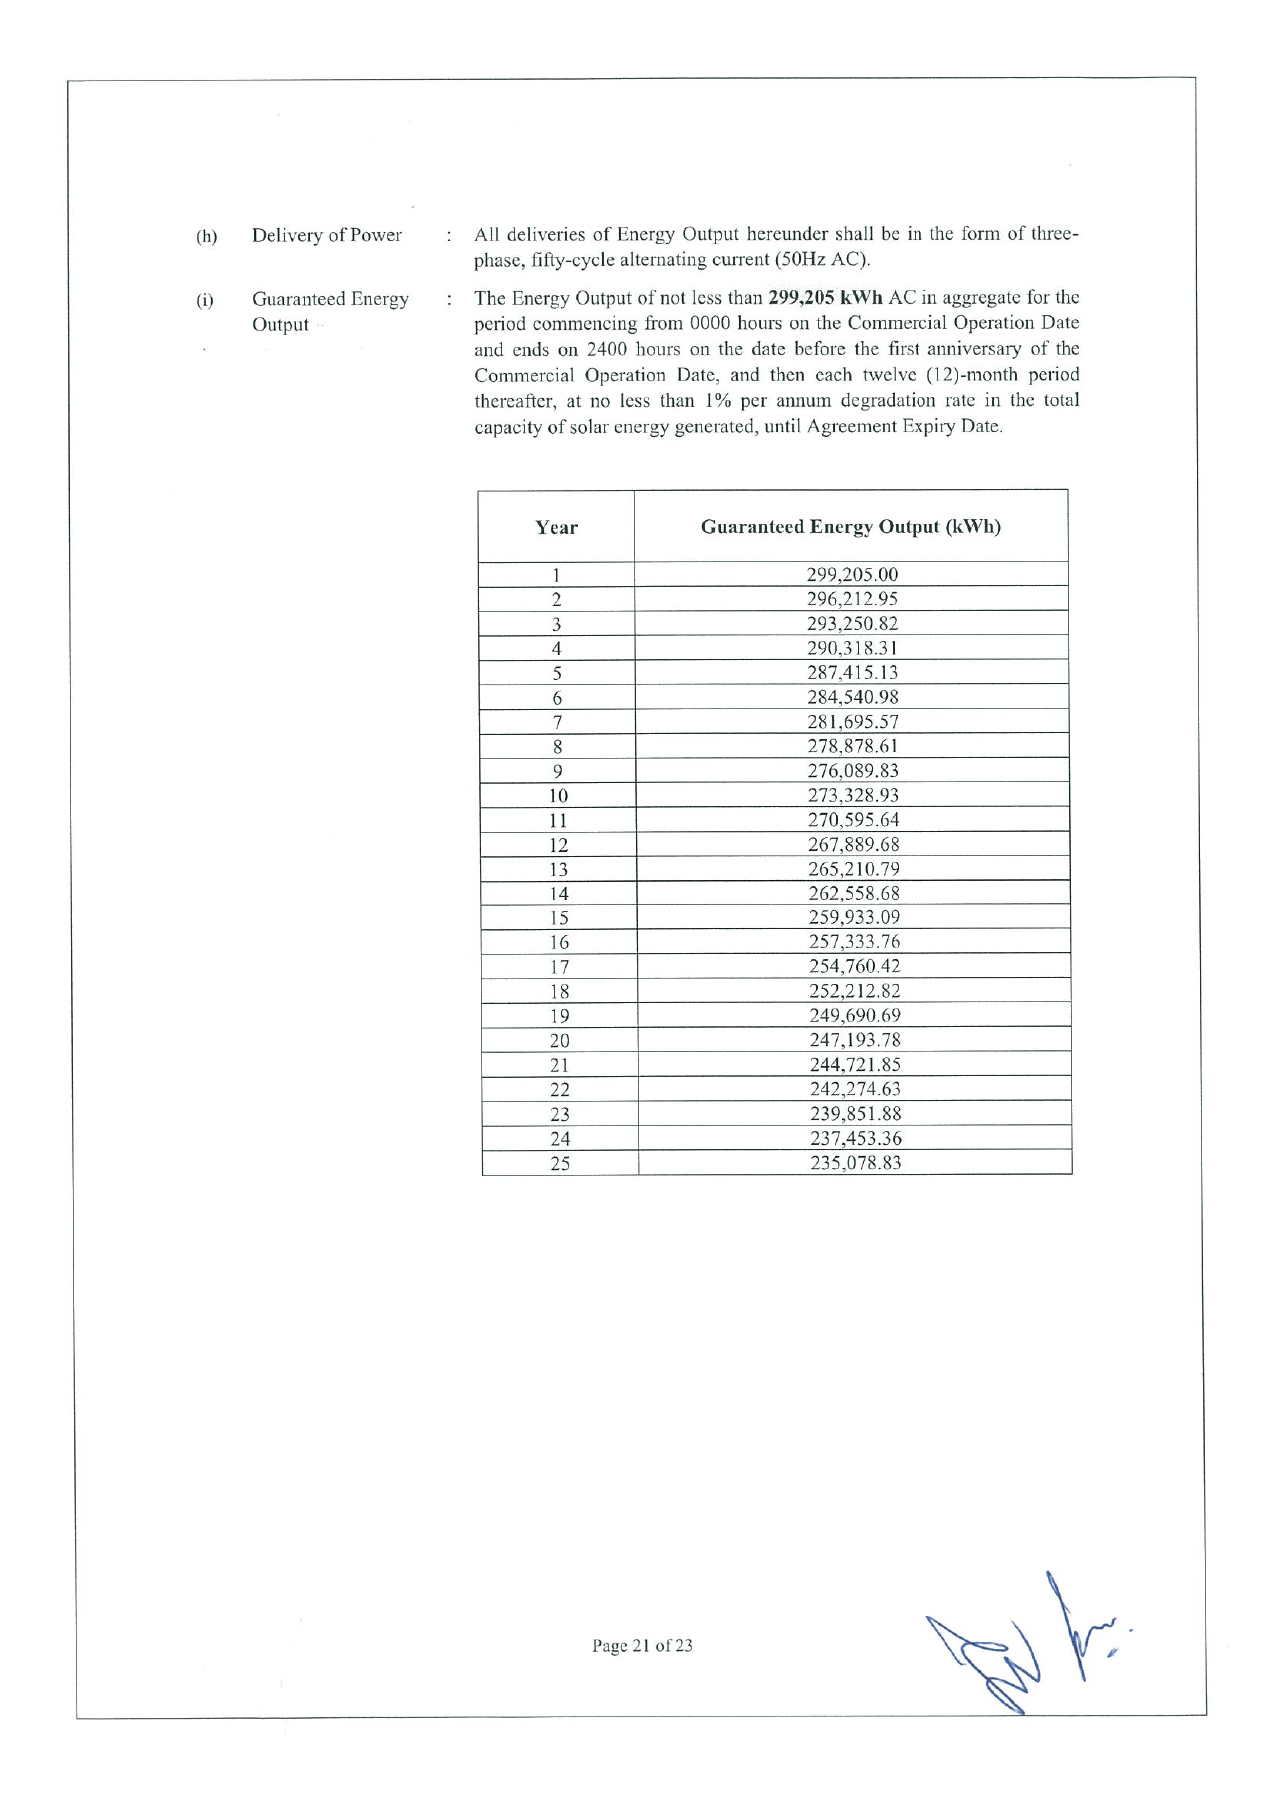 (h) Delivery of Power : All deliveries of Energy Output hereunder shall be in the form of three-
phase, fifty-cycle alternating current (50Hz AC).
(i) Guaranteed Energy : The Energy Output of not less than 299,205 kWh AC in aggregate for the
Output period commencing from 0000 hours on the Commercial Operation Date
and ends on 2400 hours on the date before the first anniversary of the
Commercial Operation Date, and then each twelve (12)-month period
thereafter, at no less than 1% per annum degradation rate in the total
capacity of solar energy generated, until Agreement Expiry Date.
Year Guaranteed Energy Output (kWh)
1 299,205.00
2 296,212.95
3 293,250.82
4 290,318.31
5 287,415.13
6 284,540.98
7 281,695.57
8 278,878.61
9 276,089.83
10 273,328.93
11 270,595.64
12 267,889.68
13 265,210.79
14 262,558.68
15 259,933.09
16 257,333.76
17 254,760.42
18 252,212.82
19 249,690.69
20 247,193.78
21 244,721.85
22 242,274.63
23 239,851.88
24 237,453.36
25 235,078.83
Page 21 of 23